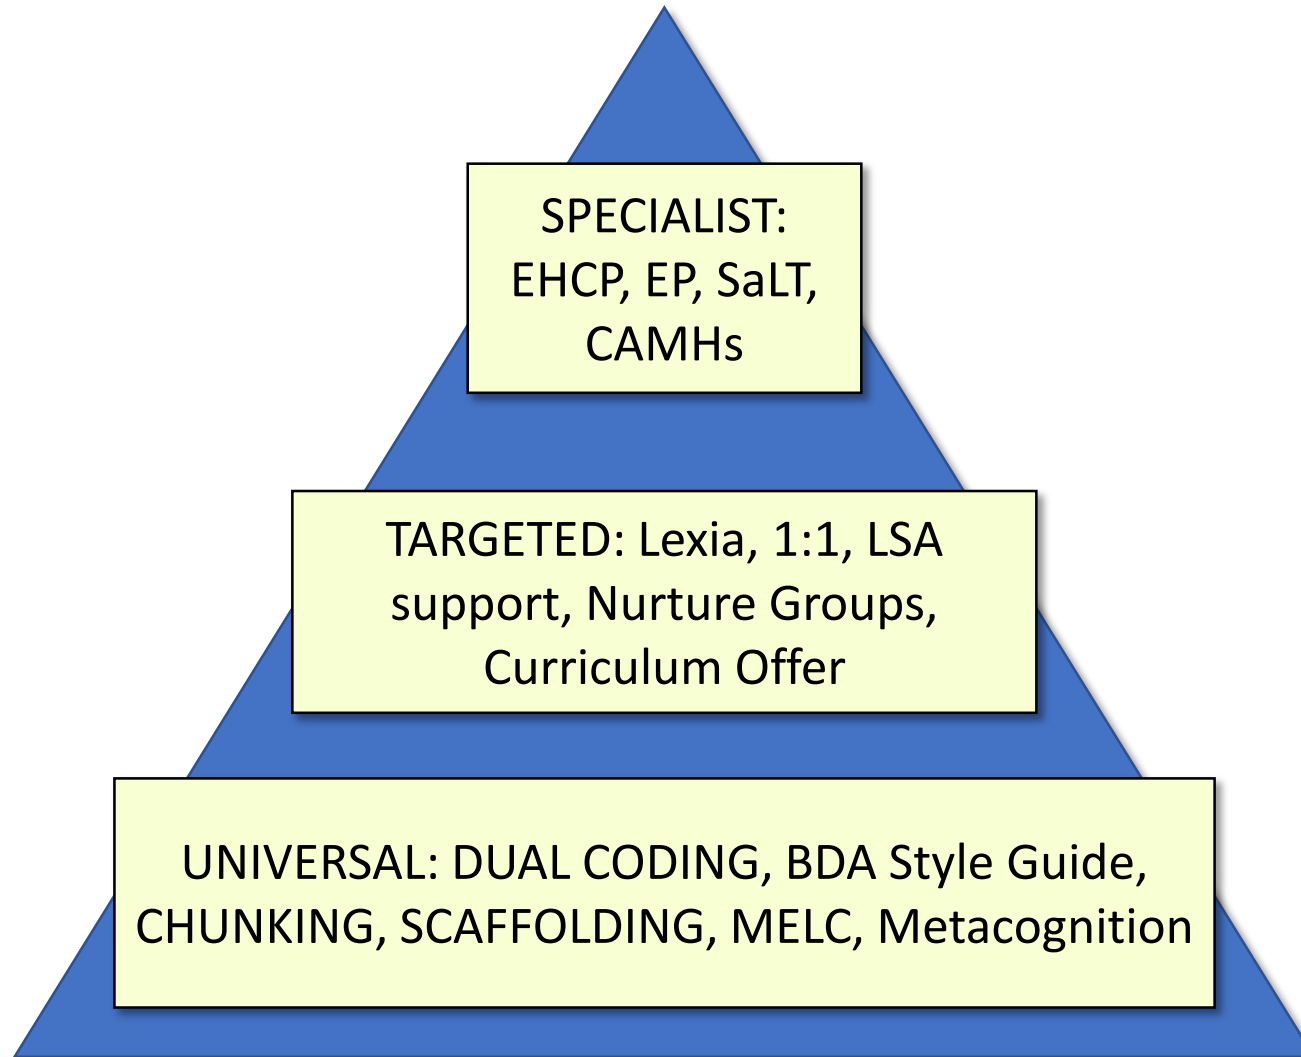 SPECIALIST:
EHCP, EP, SaLT,
CAMHs
TARGETED: Lexia, 1:1, LSA
support, Nurture Groups,
Curriculum Offer
UNIVERSAL: DUAL CODING, BDA Style Guide,
CHUNKING, SCAFFOLDING, MELC, Metacognition